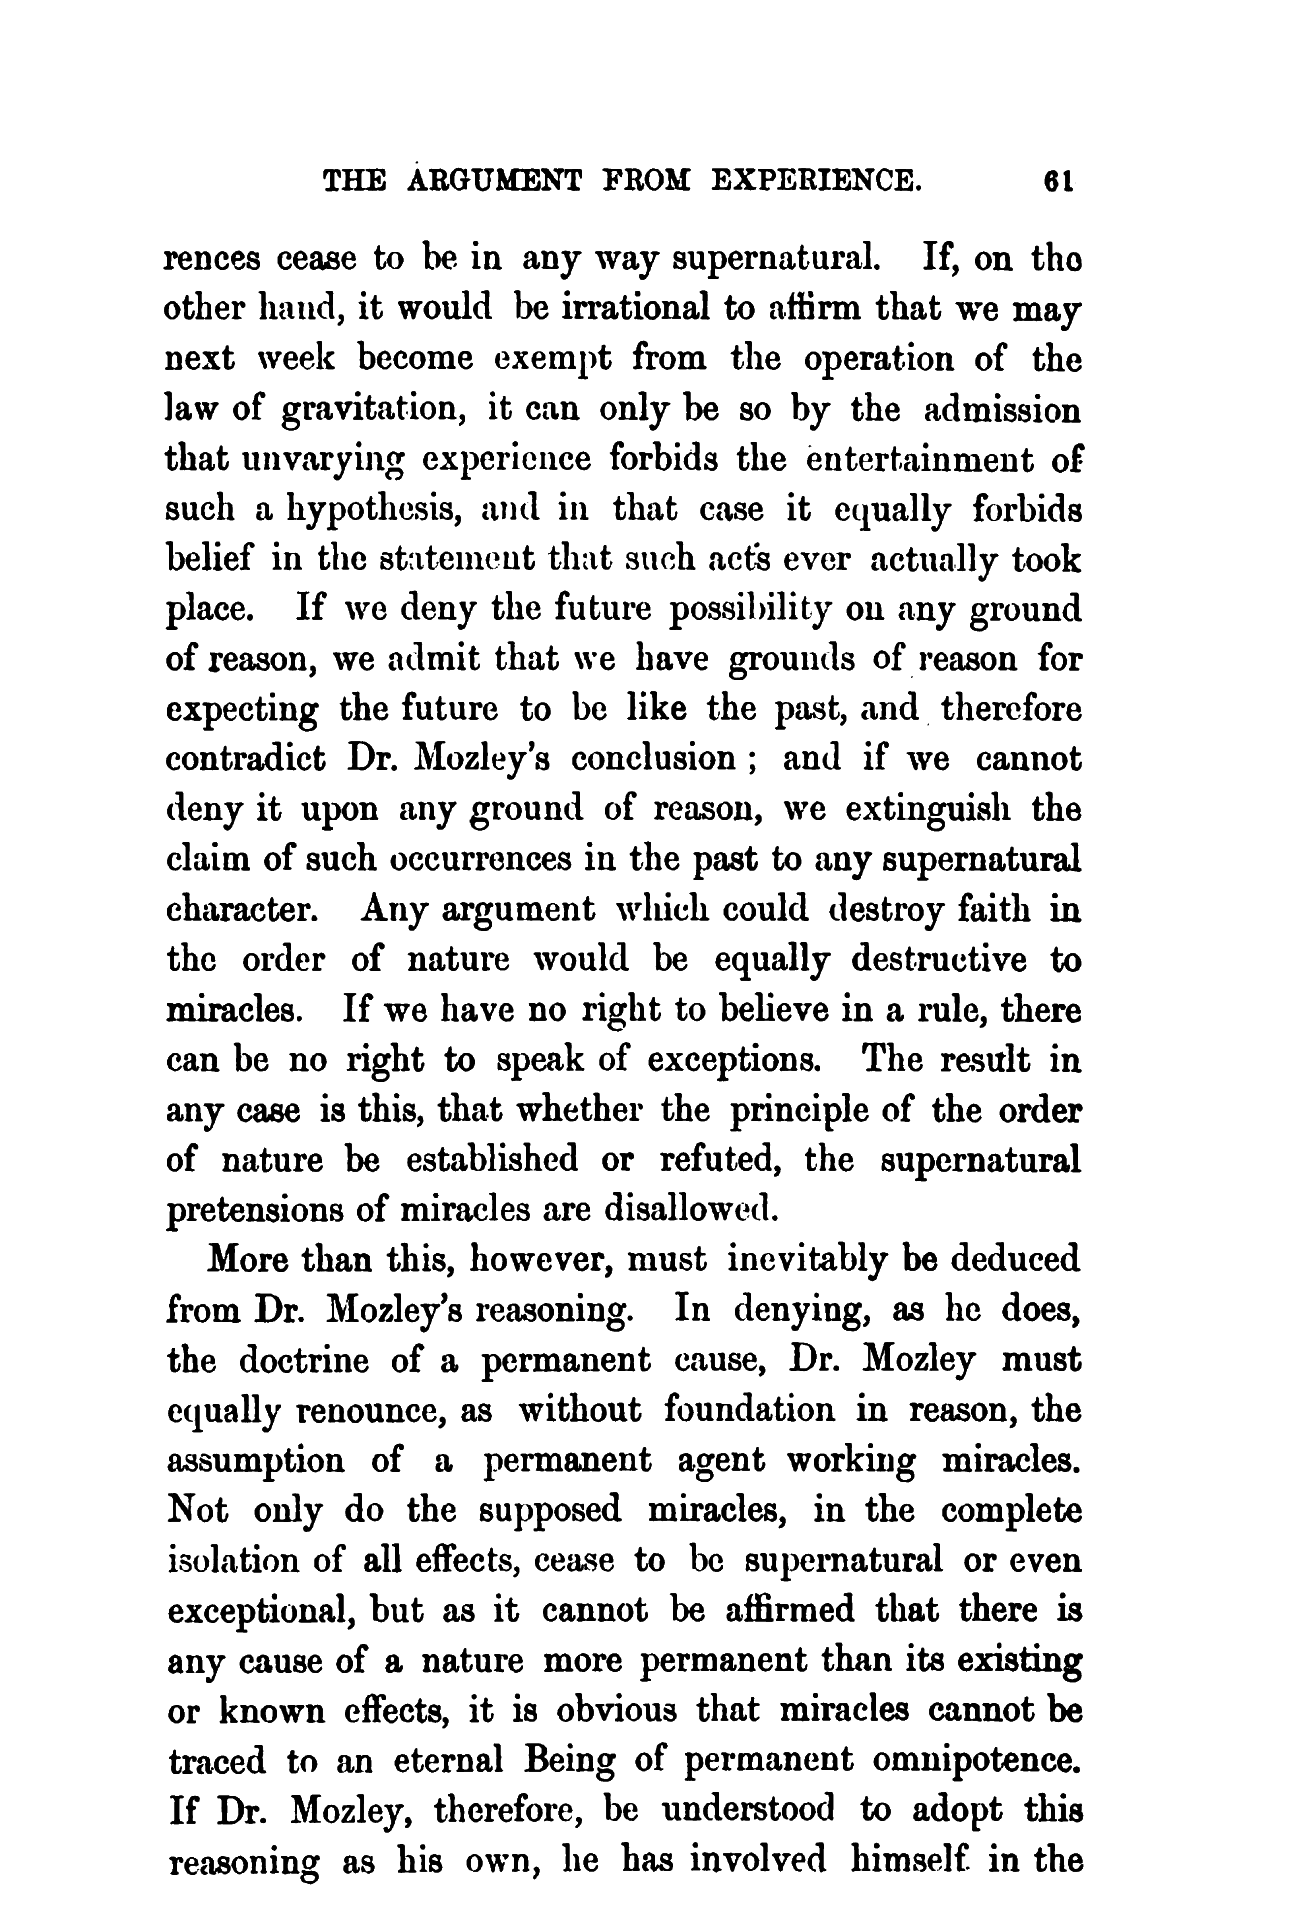 THE ARGUMENT FROM EXPERIENCE. 61
rences cease to be in any way supernatural. If, on the
other hand, it would be irrational to affirm that we may
next week become exempt from the operation of the
law of gravitation, it can only be so by the admission
that unvarying experience forbids the entertainment of
such a hypothesis, and in that case it equally forbids
belief in the statement that such acts ever actually took
place. If we deny the future possibility on any ground
of reason, we admit that we have grounds of reason for
expecting the future to be like the past, and therefore
contradict Dr. Mozley's conclusion ; and if we cannot
deny it upon any ground of reason, we extinguish the
claim of such occurrences in the past to any supernatural
character. Any argument which could destroy faith in
the order of nature would be equally destructive to
miracles. If we have no right to believe in a rule, there
can be no right to speak of exceptions. The result in
any case is this, that whether the principle of the order
of nature be established or refuted, the supernatural
pretensions of miracles are disallowed.
More than this, however, must inevitably be deduced
from Dr. Mozley's reasoning. In denying, as he does,
the doctrine of a permanent cause, Dr. Mozley must
equally renounce, as without foundation in reason, the
assumption of a permanent agent working miracles.
Not only do the supposed miracles, in the complete
isolation of all effects, cease to be supernatural or even
exceptional, but as it cannot be affirmed that there is
any cause of a nature more permanent than its existing
or known effects, it is obvious that miracles cannot be
traced to an eternal Being of permanent omnipotence.
If Dr. Mozley, therefore, be understood to adopt this
reasoning as his own, he has involved himself in the